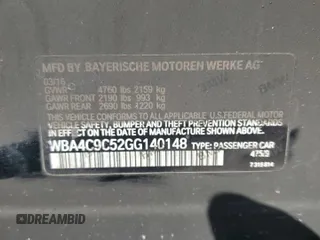 MFD BY BAYERISCHE MOTOREN WERKE AG
03/16
GVWR 4760 lbs 2159 kg
GAWR FRONT 2190 lbs 993 kg
GAWR REAR 2690 lbs 1220 kg
THIS VEHICLE CONFORMS TO ALL APPLICABLE U.S. FEDERAL MOTOR
VEHICLE SAFETY, BUMPER, AND THEFT PREVENTION STANDARDS
IN EFFECT ON THE DATE OF MANUFACTURE SHOWN ABOVE.
WBA4C9C52GG140148 TYPE: PASSENGER CAR
475/9